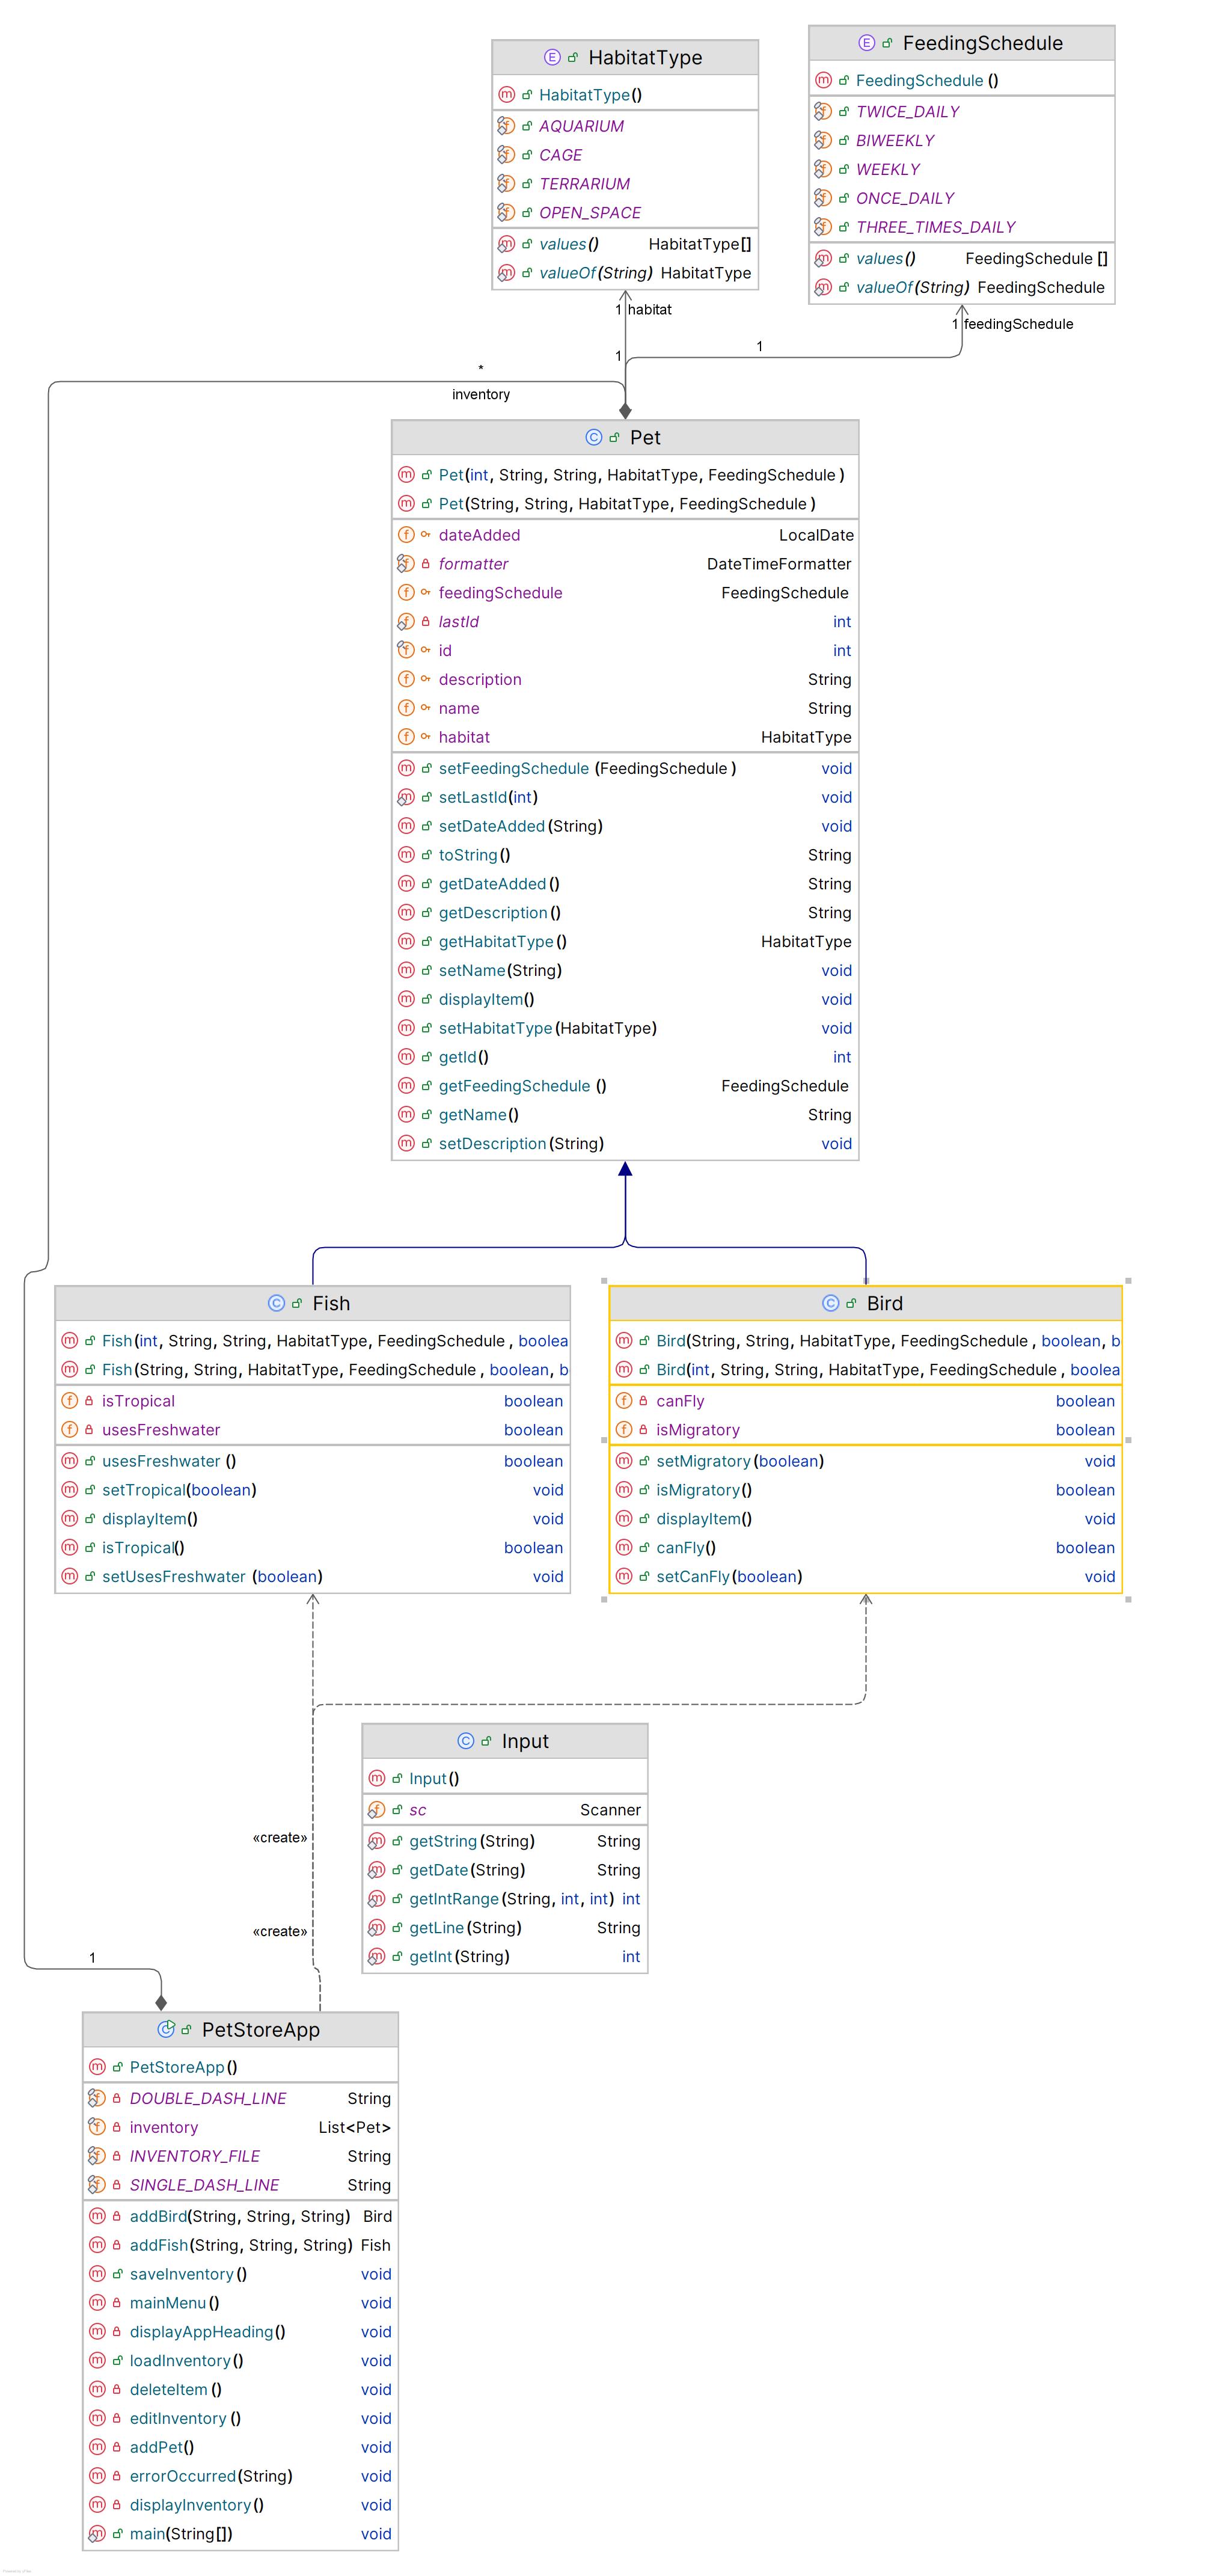 HabitatType
HabitatType()
AQUARIUM
CAGE
TERRARIUM
OPEN_SPACE
values() HabitatType[]
valueOf(String) HabitatType
FeedingSchedule
FeedingSchedule ()
TWICE_DAILY
BIWEEKLY
WEEKLY
ONCE_DAILY
THREE_TIMES_DAILY
values() FeedingSchedule []
valueOf(String) FeedingSchedule
1 habitat
1 feedingSchedule
1
1
*
inventory
Pet
Pet(int, String, String, HabitatType, FeedingSchedule )
Pet(String, String, HabitatType, FeedingSchedule )
dateAdded LocalDate
formatter DateTimeFormatter
feedingSchedule FeedingSchedule
lastId int
id int
description String
name String
habitat HabitatType
setFeedingSchedule (FeedingSchedule ) void
setLastId(int) void
setDateAdded(String) void
toString() String
getDateAdded () String
getDescription() String
getHabitatType () HabitatType
setName(String) void
displayItem() void
setHabitatType(HabitatType) void
getId() int
getFeedingSchedule () FeedingSchedule
getName() String
setDescription(String) void
Fish
Fish(int, String, String, HabitatType, FeedingSchedule , boolea
Fish(String, String, HabitatType, FeedingSchedule , boolean, b
isTropical boolean
usesFreshwater boolean
usesFreshwater () boolean
setTropical(boolean) void
displayItem() void
isTropical() boolean
setUsesFreshwater (boolean) void
Bird
Bird(String, String, HabitatType, FeedingSchedule , boolean, b
Bird(int, String, String, HabitatType, FeedingSchedule , boolea
canFly boolean
isMigratory boolean
setMigratory(boolean) void
isMigratory() boolean
displayItem() void
canFly() boolean
setCanFly(boolean) void
Input
Input()
sc Scanner
getString(String) String
getDate(String) String
getIntRange(String, int, int) int
getLine(String) String
getInt(String) int
«create»
«create»
1
PetStoreApp
PetStoreApp()
DOUBLE_DASH_LINE String
inventory List<Pet>
INVENTORY_FILE String
SINGLE_DASH_LINE String
addBird(String, String, String) Bird
addFish(String, String, String) Fish
saveInventory() void
mainMenu() void
displayAppHeading() void
loadInventory() void
deleteItem () void
editInventory () void
addPet() void
errorOccurred(String) void
displayInventory() void
main(String[]) void